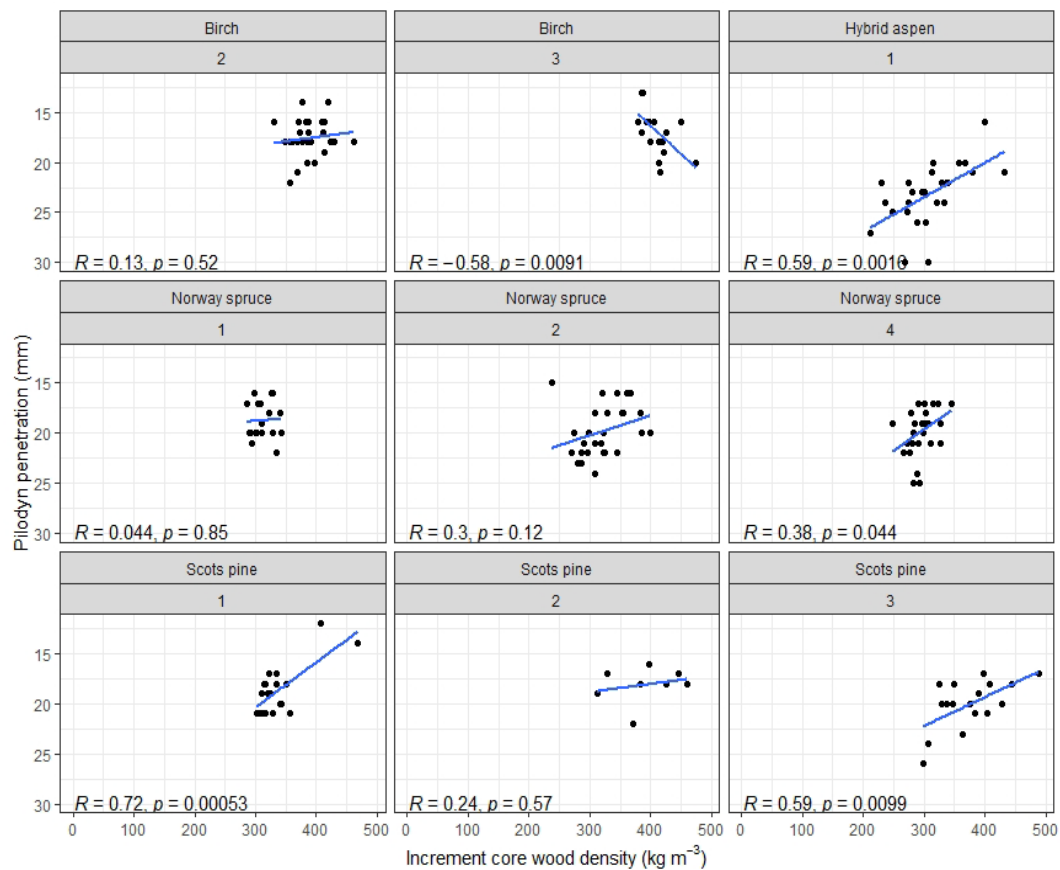 Birch
Birch
Hybrid aspen
2
3
1
15
20
25
30
R = 0.13, p = 0.52
R = −0.58, p = 0.0091
R = 0.59, p = 0.0016
Norway spruce
Norway spruce
Norway spruce
1
2
4
Pilodyn penetration (mm)
15
20
25
30
R = 0.044, p = 0.85
R = 0.3, p = 0.12
R = 0.38, p = 0.044
Scots pine
Scots pine
Scots pine
1
2
3
15
20
25
30
R = 0.72, p = 0.00053
R = 0.24, p = 0.57
R = 0.59, p = 0.0099
0 100 200 300 400 500
0 100 200 300 400 500
0 100 200 300 400 500
Increment core wood density (kg m⁻³)